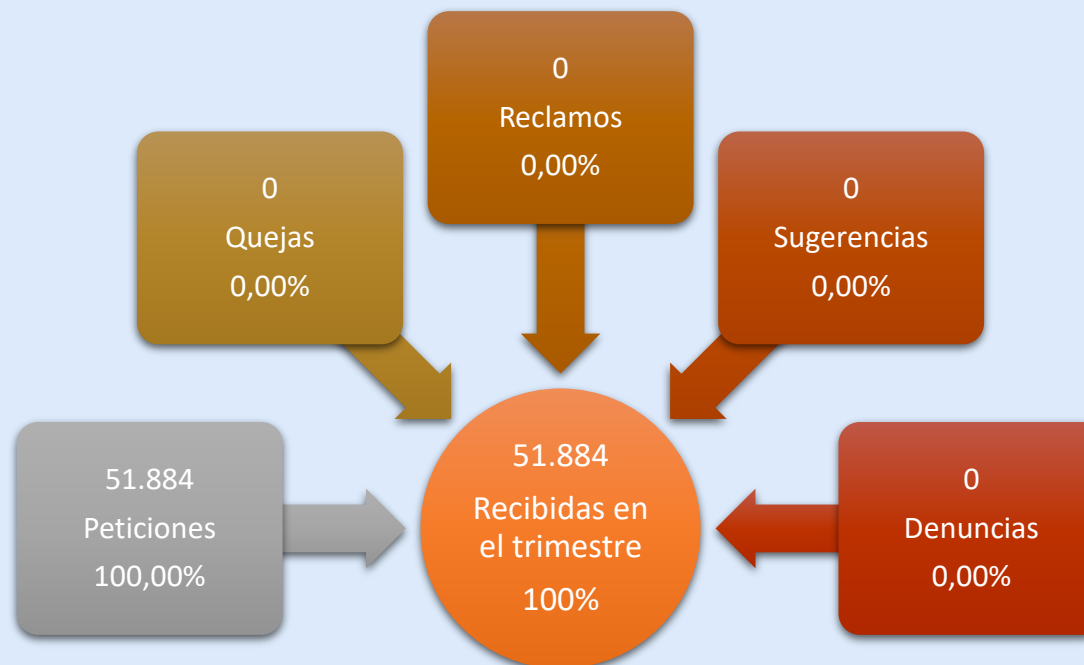 0
Reclamos
0,00%
0
Quejas
0,00%
0
Sugerencias
0,00%
51.884
Peticiones
100,00%
51.884
Recibidas en
el trimestre
100%
0
Denuncias
0,00%